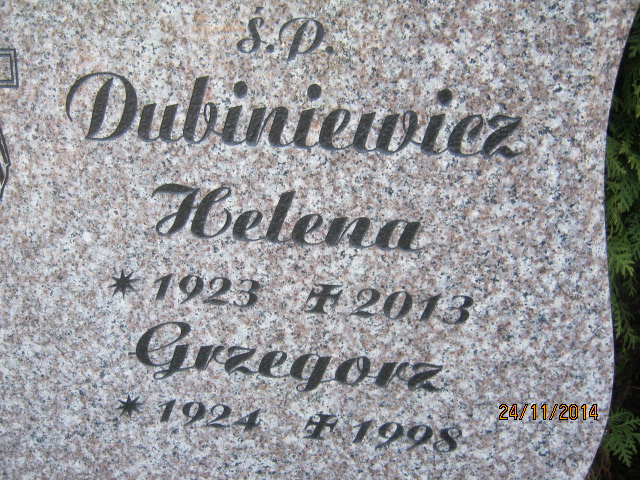 ś.p.
Dubiniewicz
Helena
* 1923 ✝ 2013
Grzegorz
* 1924 ✝ 1998
24/11/2014